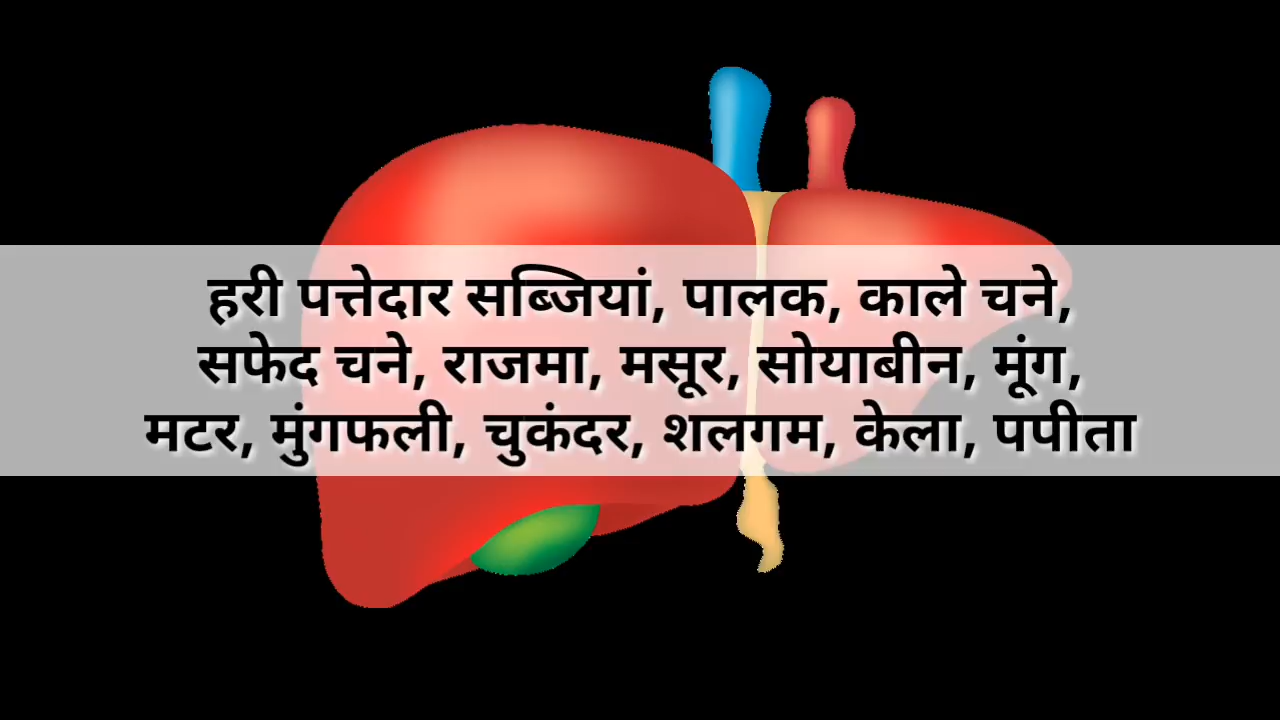 हरी पत्तेदार सब्जियां, पालक, काले चने,
सफेद चने, राजमा, मसूर, सोयाबीन, मूंग,
मटर, मुंगफली, चुकंदर, शलगम, केला, पपीता